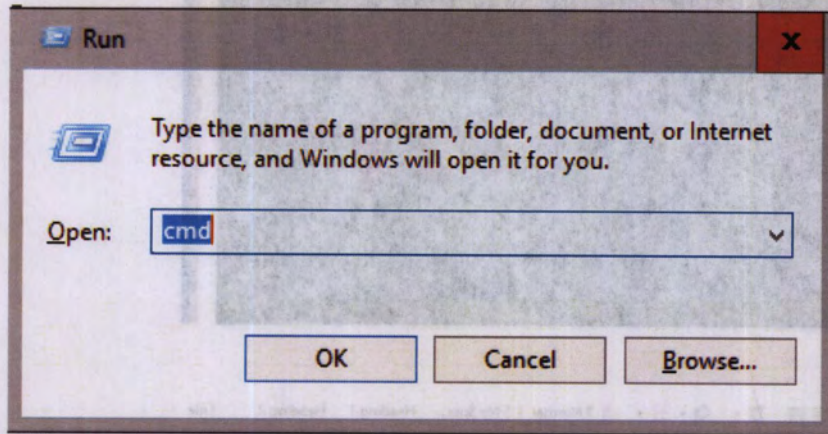 Run
Type the name of a program, folder, document, or Internet
resource, and Windows will open it for you.
Open: cmd
OK Cancel Browse...